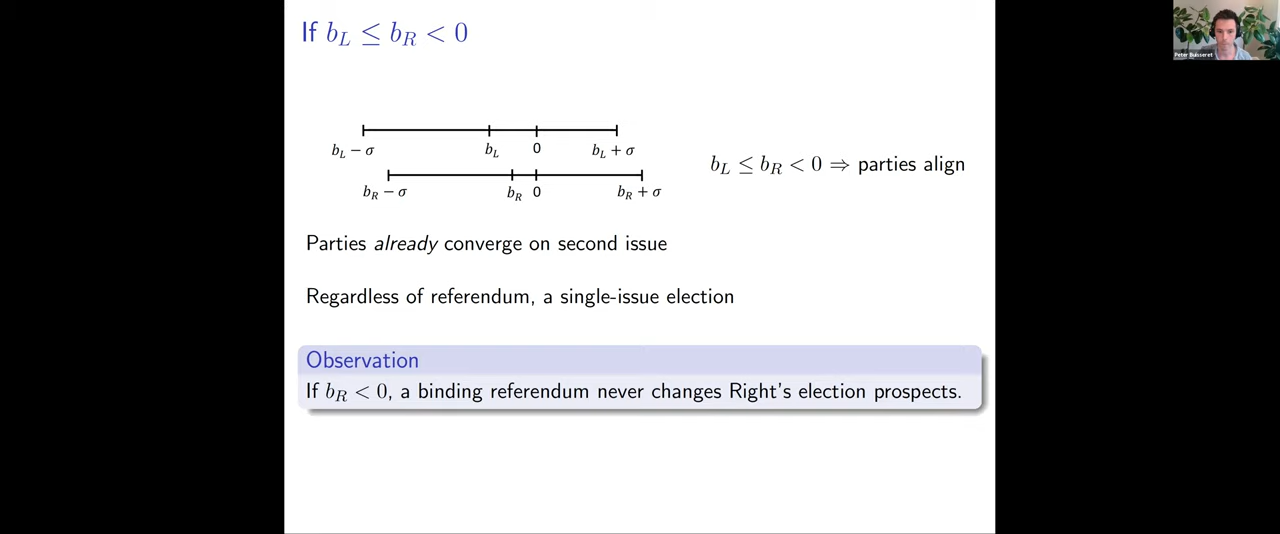 If b_L ≤ b_R < 0
b_L − σ b_L 0 b_L + σ
b_R − σ b_R 0 b_R + σ
b_L ≤ b_R < 0 ⇒ parties align
Parties already converge on second issue
Regardless of referendum, a single-issue election
Observation
If b_R < 0, a binding referendum never changes Right's election prospects.
Peter Buisseret